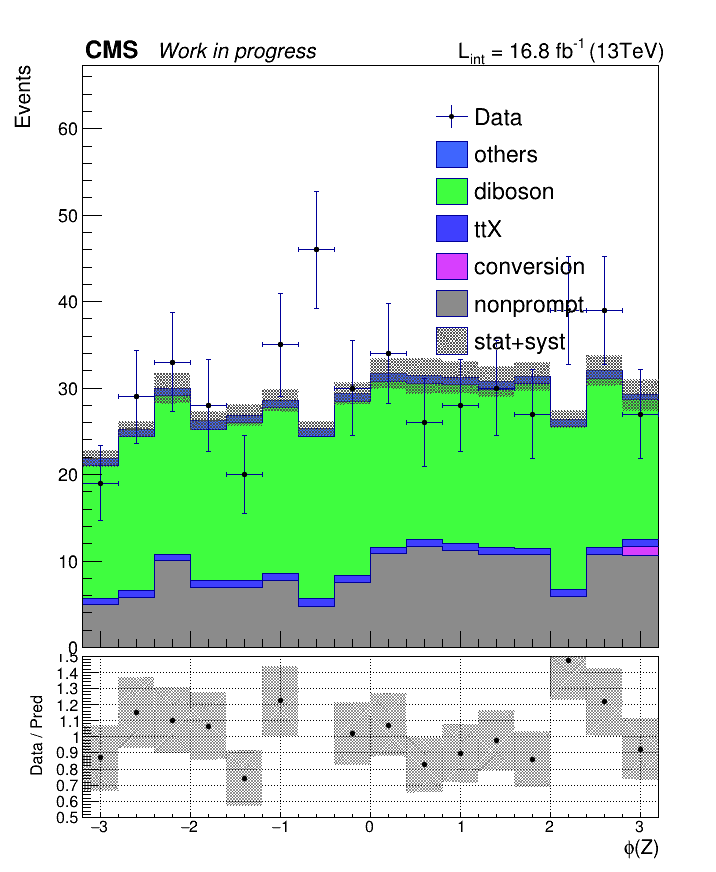 CMS Work in progress L_int = 16.8 fb^-1 (13TeV)
Events
60
50
40
30
20
10
0
Data
others
diboson
ttX
conversion
nonprompt
stat+syst
Data / Pred
1.5
1.4
1.3
1.2
1.1
1
0.9
0.8
0.7
0.6
0.5
−3 −2 −1 0 1 2 3
ϕ(Z)